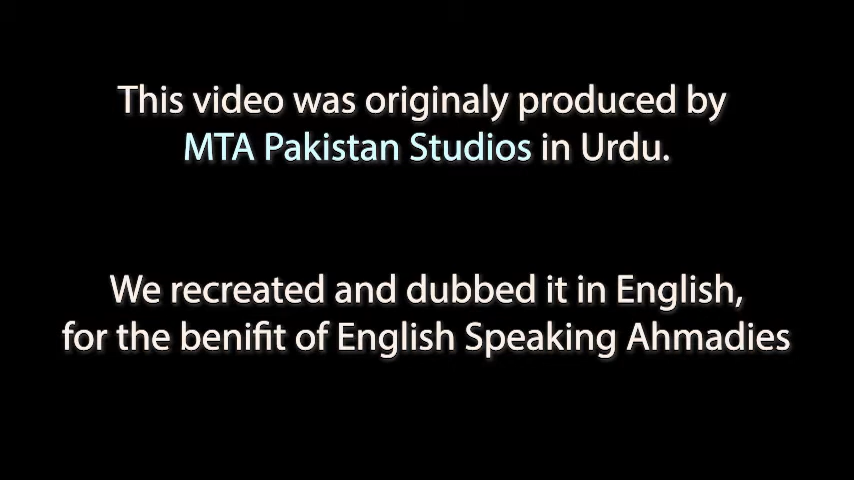 This video was originaly produced by
MTA Pakistan Studios in Urdu.
We recreated and dubbed it in English,
for the benifit of English Speaking Ahmadies